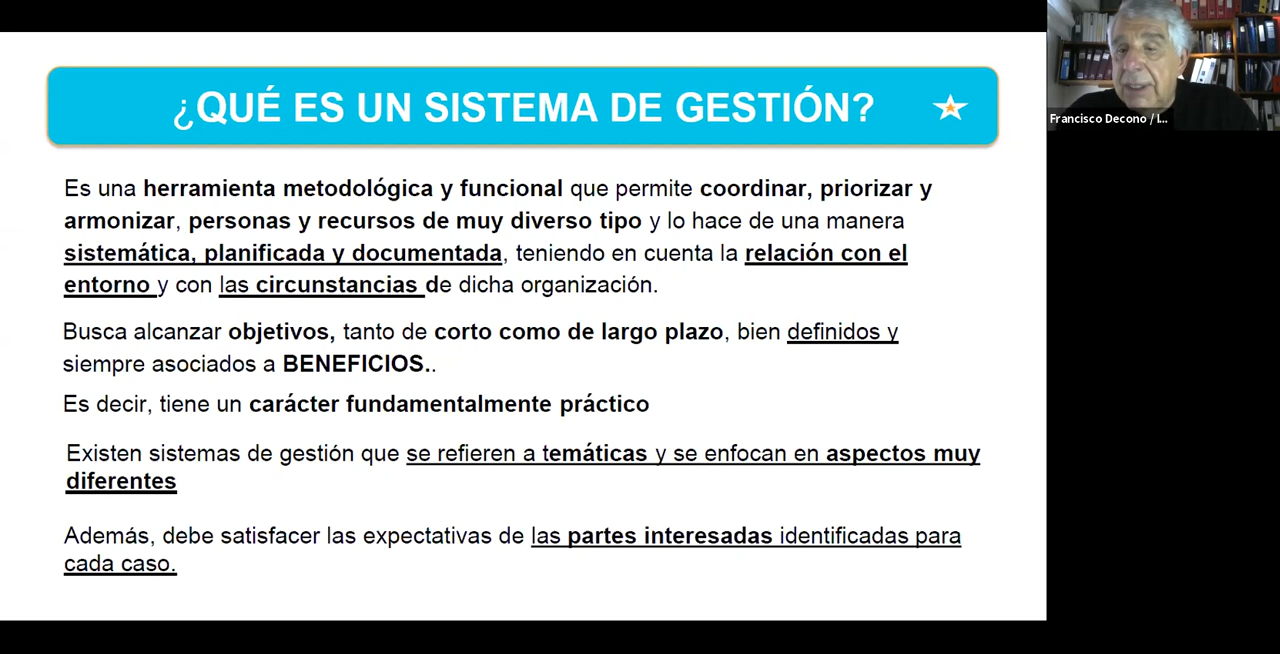 ¿QUÉ ES UN SISTEMA DE GESTIÓN?
Es una herramienta metodológica y funcional que permite coordinar, priorizar y
armonizar, personas y recursos de muy diverso tipo y lo hace de una manera
sistemática, planificada y documentada, teniendo en cuenta la relación con el
entorno y con las circunstancias de dicha organización.
Busca alcanzar objetivos, tanto de corto como de largo plazo, bien definidos y
siempre asociados a BENEFICIOS..
Es decir, tiene un carácter fundamentalmente práctico
Existen sistemas de gestión que se refieren a temáticas y se enfocan en aspectos muy
diferentes
Además, debe satisfacer las expectativas de las partes interesadas identificadas para
cada caso.
Francisco Decono / I...